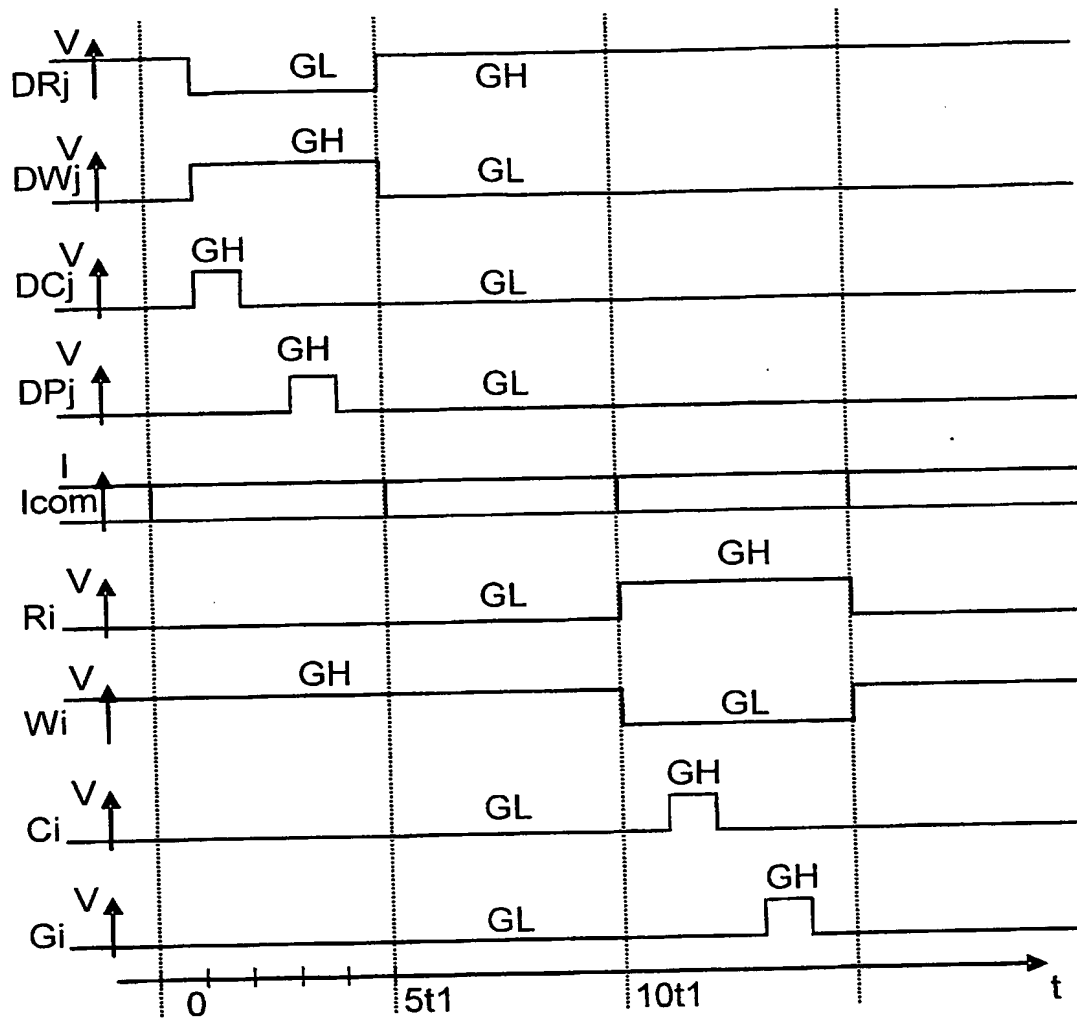 V
DRj GL GH
V
DWj GH GL
V
DCj GH GL
V
DPj GH GL
I
Icom
V GH
Ri GL
V GH
Wi GL
V GH
Ci GL
V GH
Gi GL
0 5t1 10t1 t